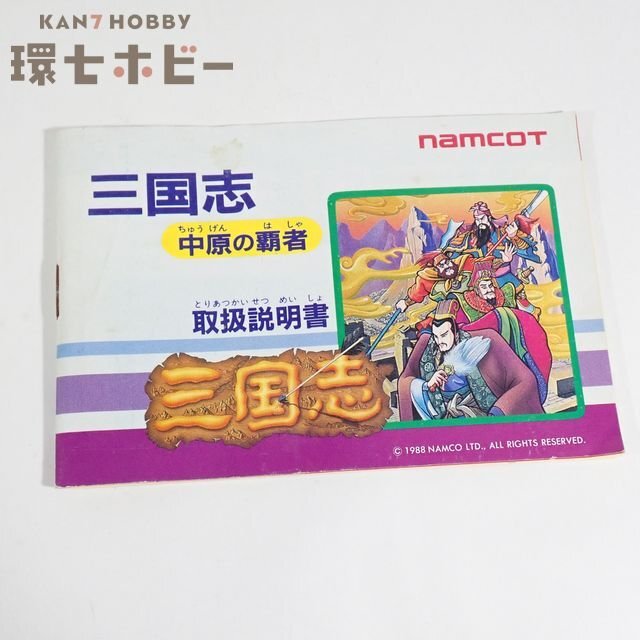 KAN7HOBBY
環七ホビー
namcoT
三国志
ちゅう げん は しゃ
中原の覇者
とりあつかいせつ めい しょ
取扱説明書
三国志
© 1988 NAMCO LTD., ALL RIGHTS RESERVED.